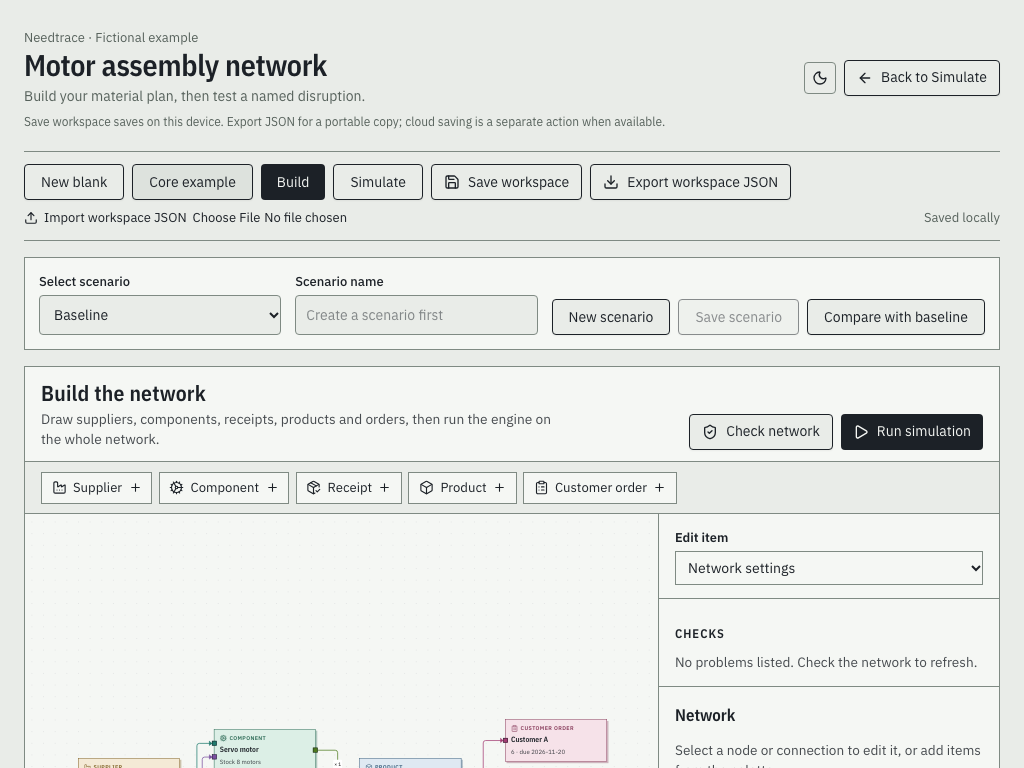 Needtrace · Fictional example
Motor assembly network
Build your material plan, then test a named disruption.
Save workspace saves on this device. Export JSON for a portable copy; cloud saving is a separate action when available.
Back to Simulate
New blank
Core example
Build
Simulate
Save workspace
Export workspace JSON
Import workspace JSON Choose File No file chosen
Saved locally
Select scenario
Scenario name
Baseline
Create a scenario first
New scenario
Save scenario
Compare with baseline
Build the network
Draw suppliers, components, receipts, products and orders, then run the engine on
the whole network.
Check network
Run simulation
Supplier +
Component +
Receipt +
Product +
Customer order +
Edit item
Network settings
CHECKS
No problems listed. Check the network to refresh.
Network
Select a node or connection to edit it, or add items
CUSTOMER ORDER
Customer A
6 · due 2026-11-20
COMPONENT
Servo motor
Stock 8 motors
SUPPLIER
PRODUCT